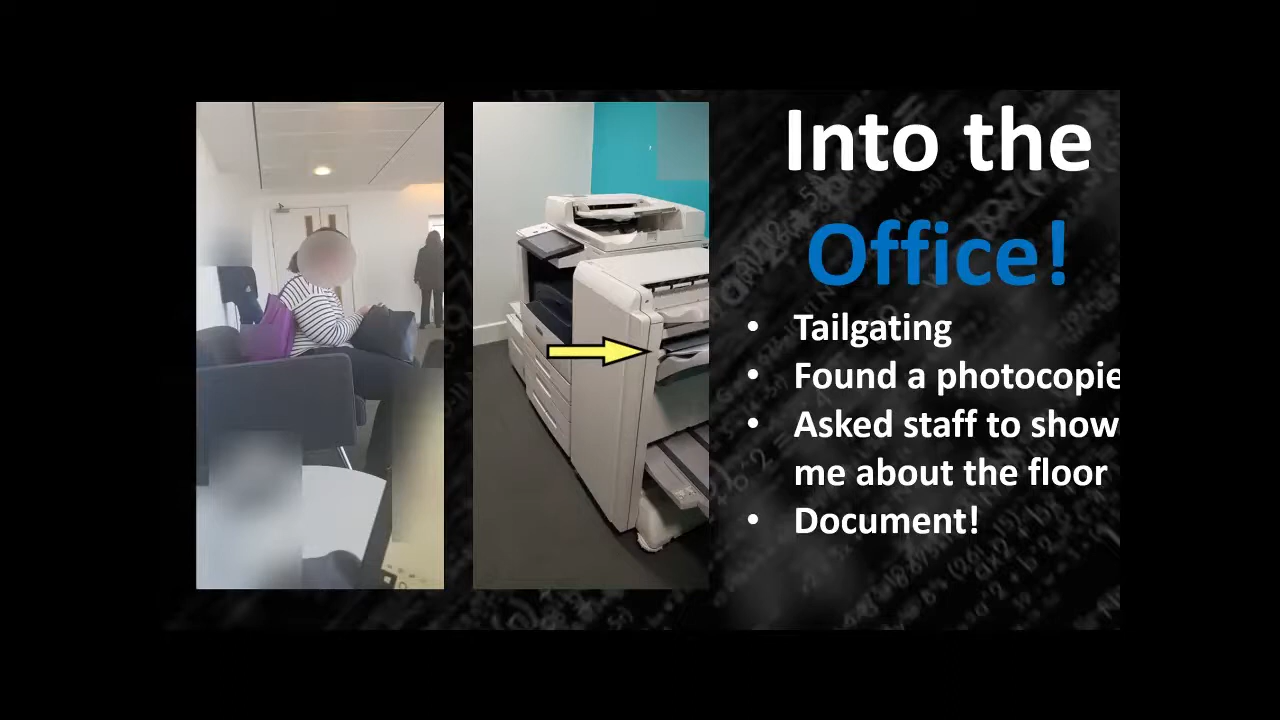 Into the
Office!
• Tailgating
• Found a photocopie
• Asked staff to show
me about the floor
• Document!